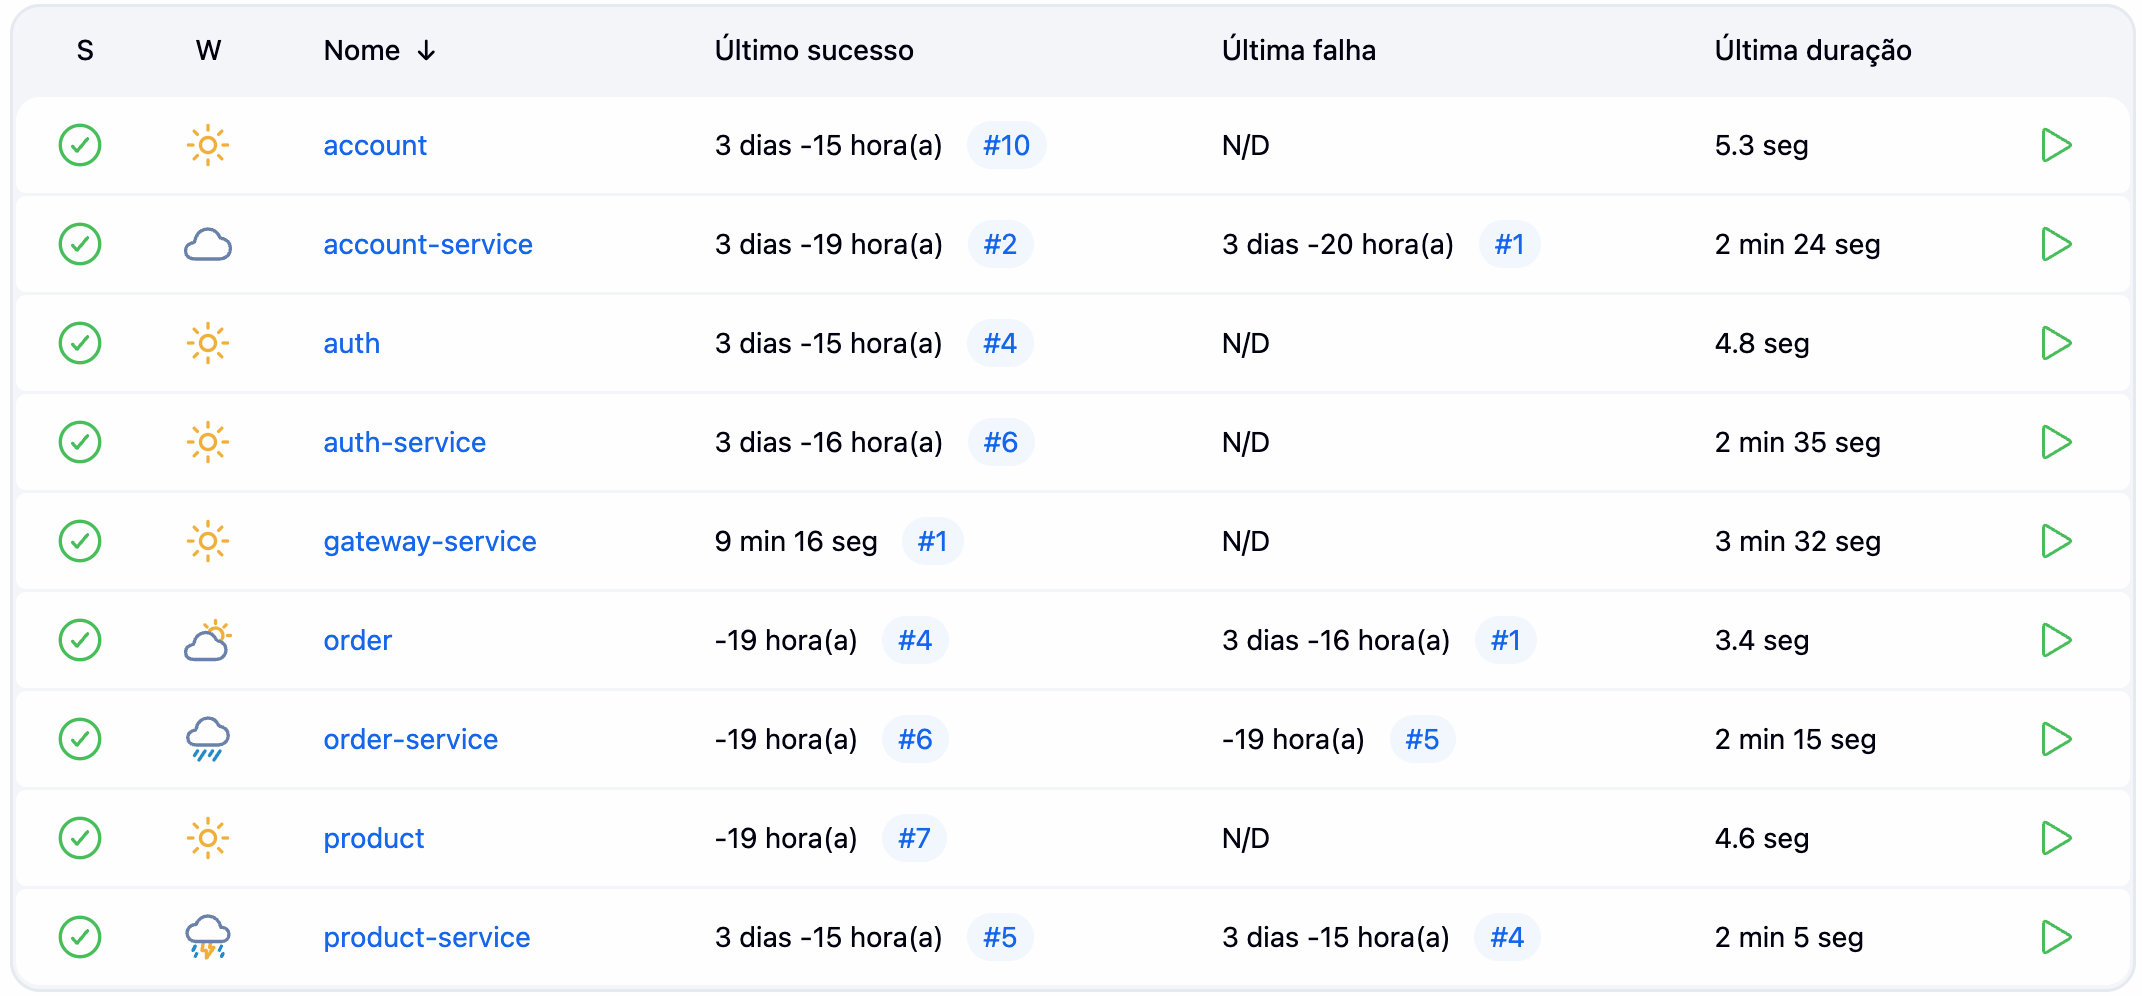 S W Nome ↓ Último sucesso Última falha Última duração
account 3 dias -15 hora(a) #10 N/D 5.3 seg
account-service 3 dias -19 hora(a) #2 3 dias -20 hora(a) #1 2 min 24 seg
auth 3 dias -15 hora(a) #4 N/D 4.8 seg
auth-service 3 dias -16 hora(a) #6 N/D 2 min 35 seg
gateway-service 9 min 16 seg #1 N/D 3 min 32 seg
order -19 hora(a) #4 3 dias -16 hora(a) #1 3.4 seg
order-service -19 hora(a) #6 -19 hora(a) #5 2 min 15 seg
product -19 hora(a) #7 N/D 4.6 seg
product-service 3 dias -15 hora(a) #5 3 dias -15 hora(a) #4 2 min 5 seg